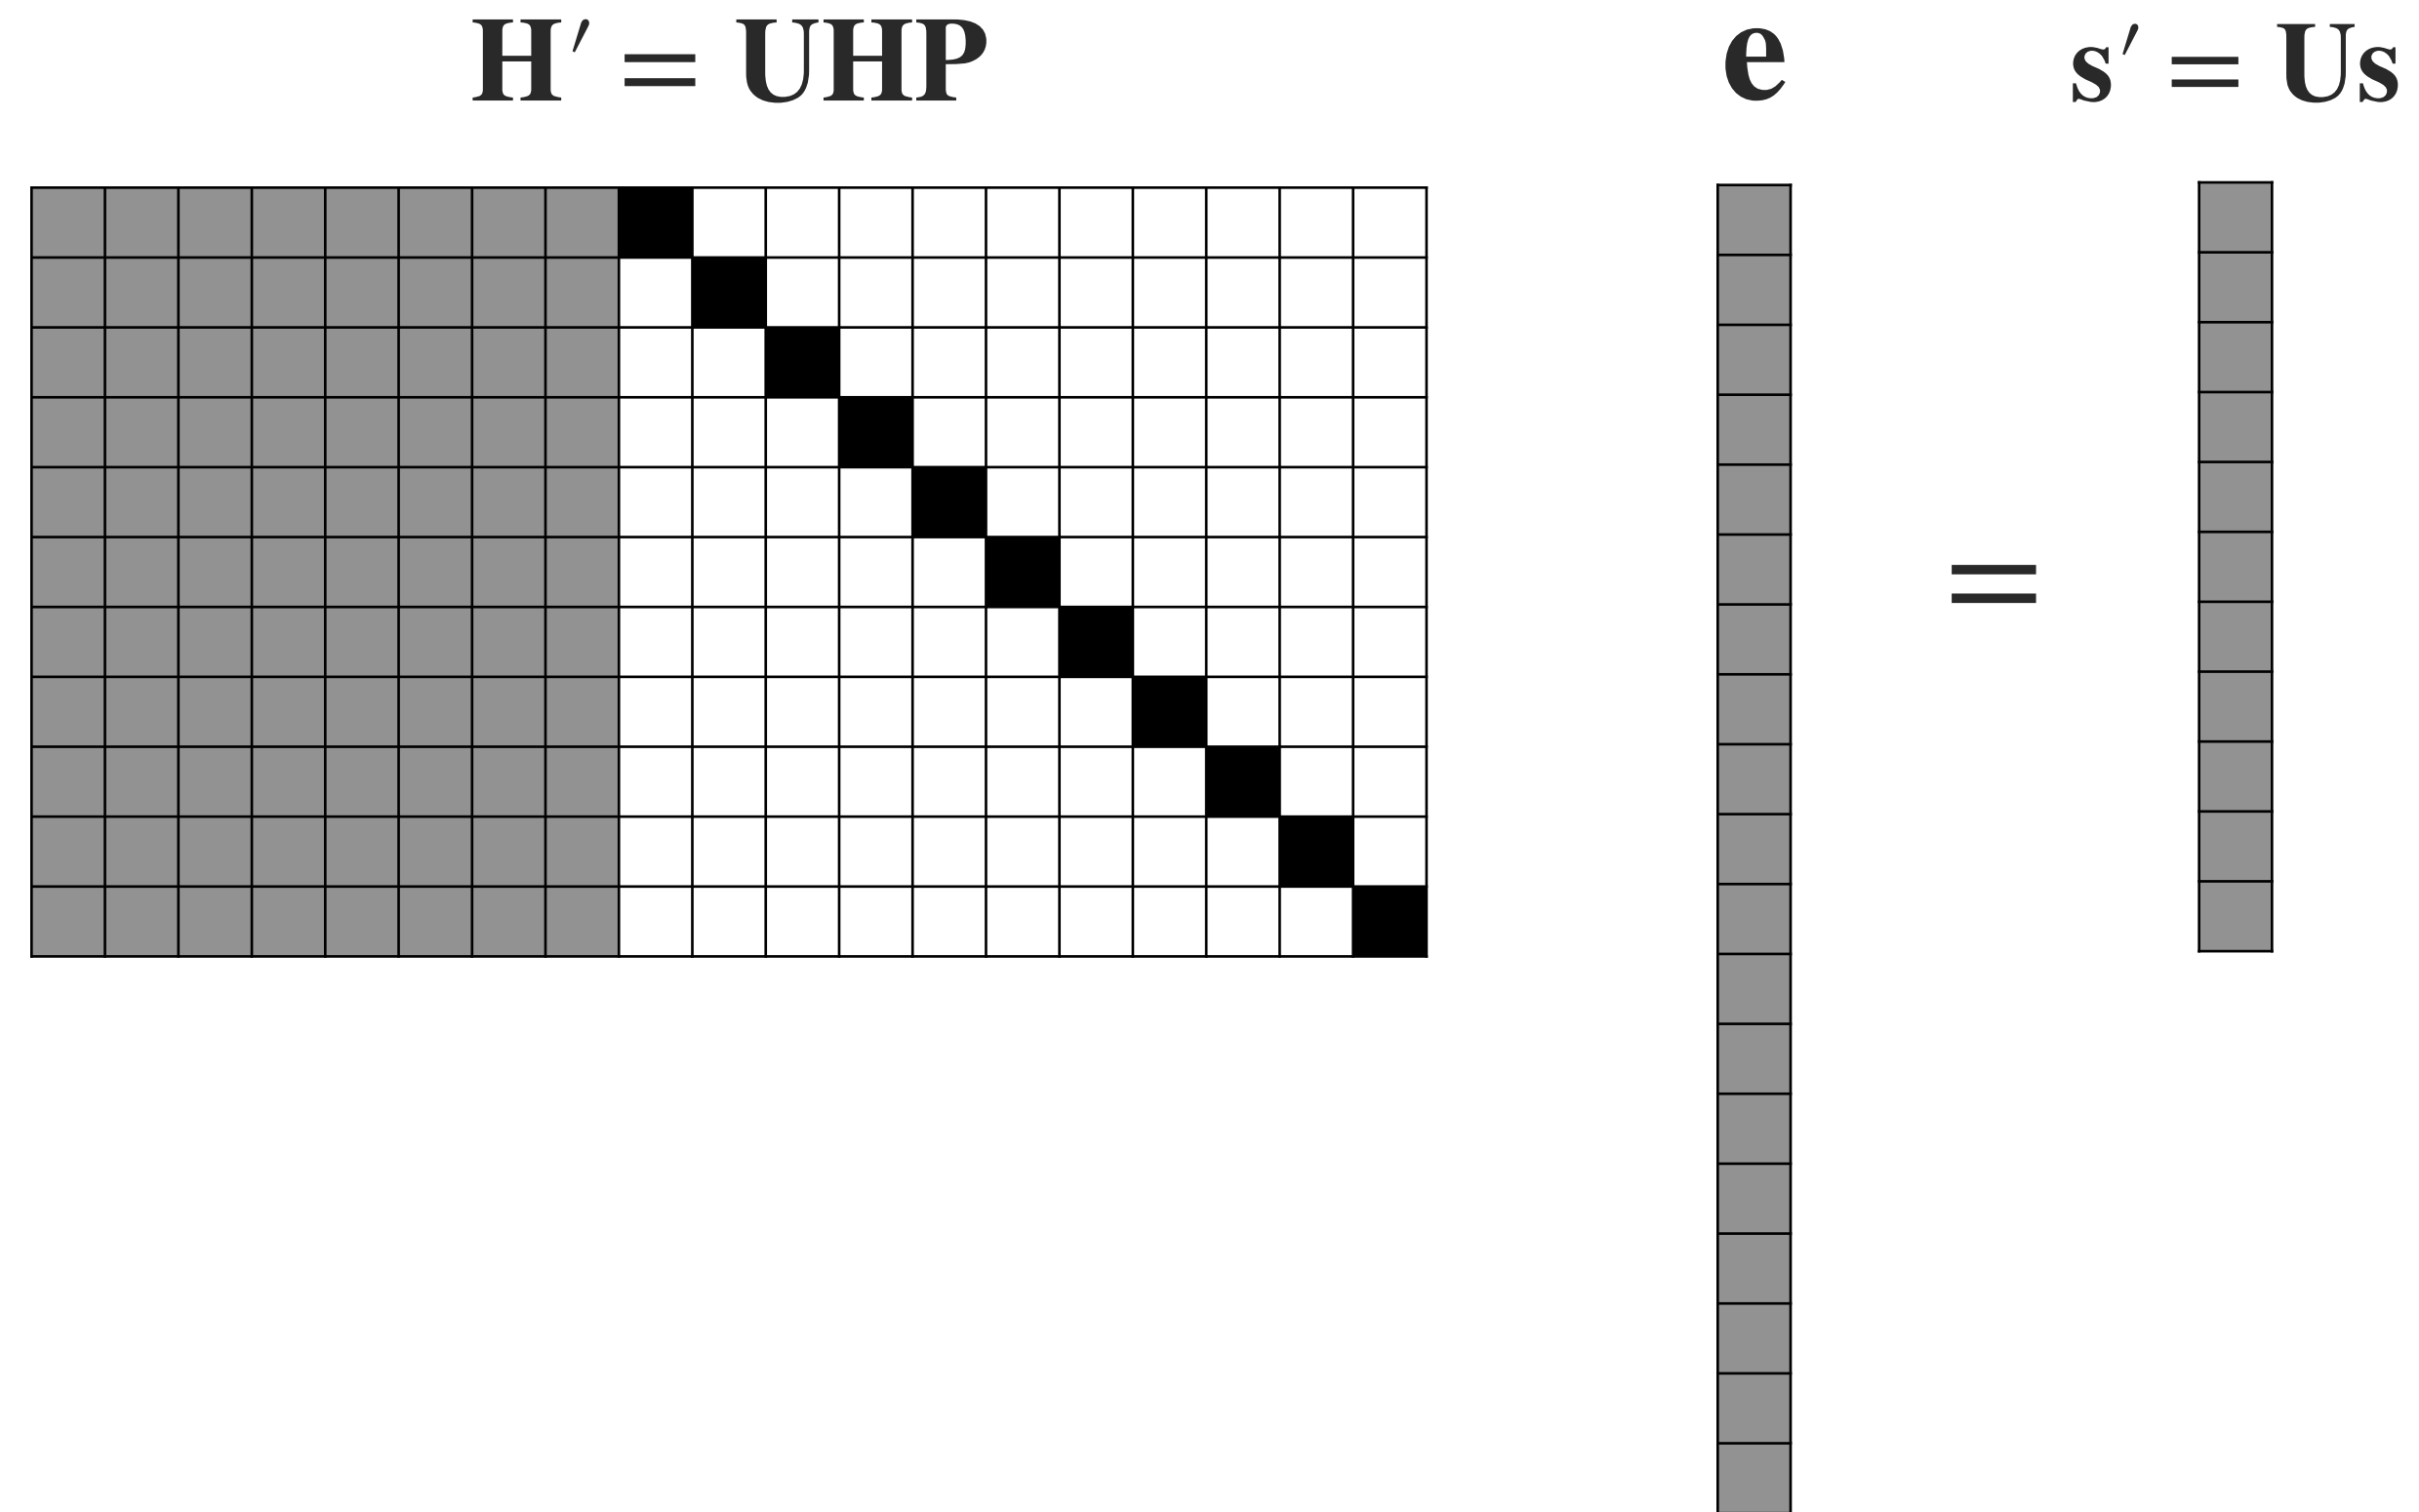 H′ = UHP e s′ = Us
=